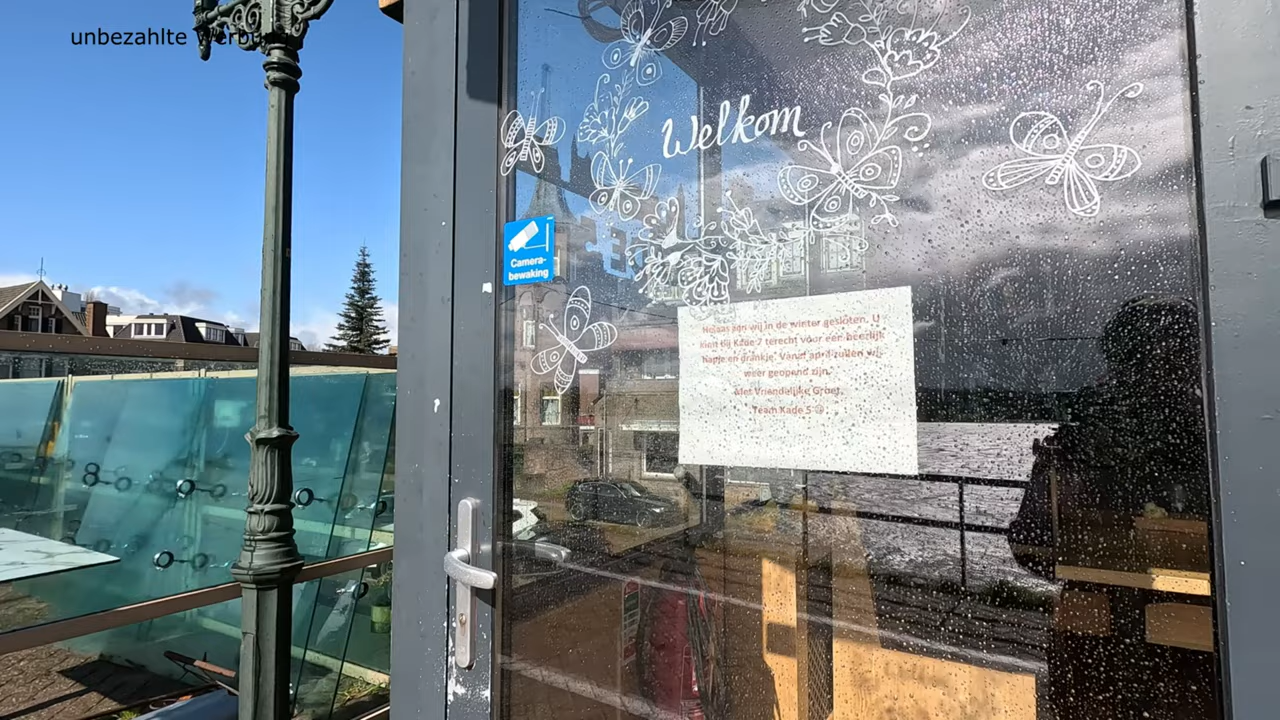 unbezahlte Werbung
Welkom
Camera-
bewaking
Helaas zijn wij in de winter gesloten. U
kunt bij Kade 7 terecht voor een heerlijk
hapje en drankje. Vanaf april zullen wij
weer geopend zijn.
Met Vriendelijke Groet,
Team Kade 5